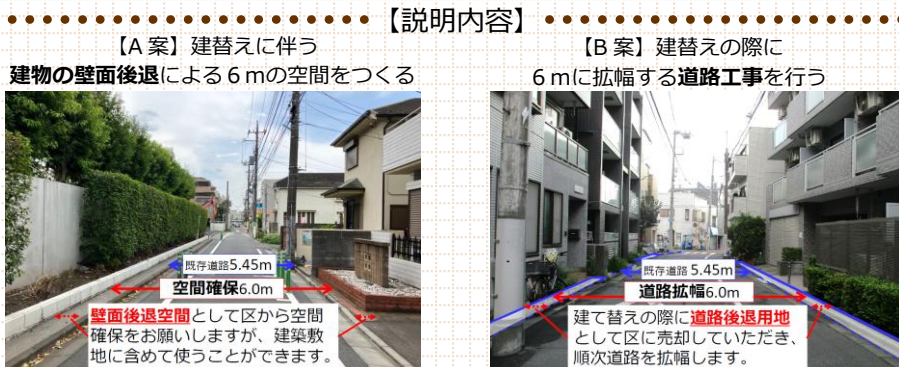 【説明内容】
【A 案】建替えに伴う
建物の壁面後退による６ｍの空間をつくる
既存道路5.45m
空間確保6.0m
壁面後退空間として区から空間
確保をお願いしますが、建築敷
地に含めて使うことができます。
【B 案】建替えの際に
６ｍに拡幅する道路工事を行う
既存道路 5.45m
道路拡幅6.0m
建て替えの際に道路後退用地
として区に売却していただき、
順次道路を拡幅します。